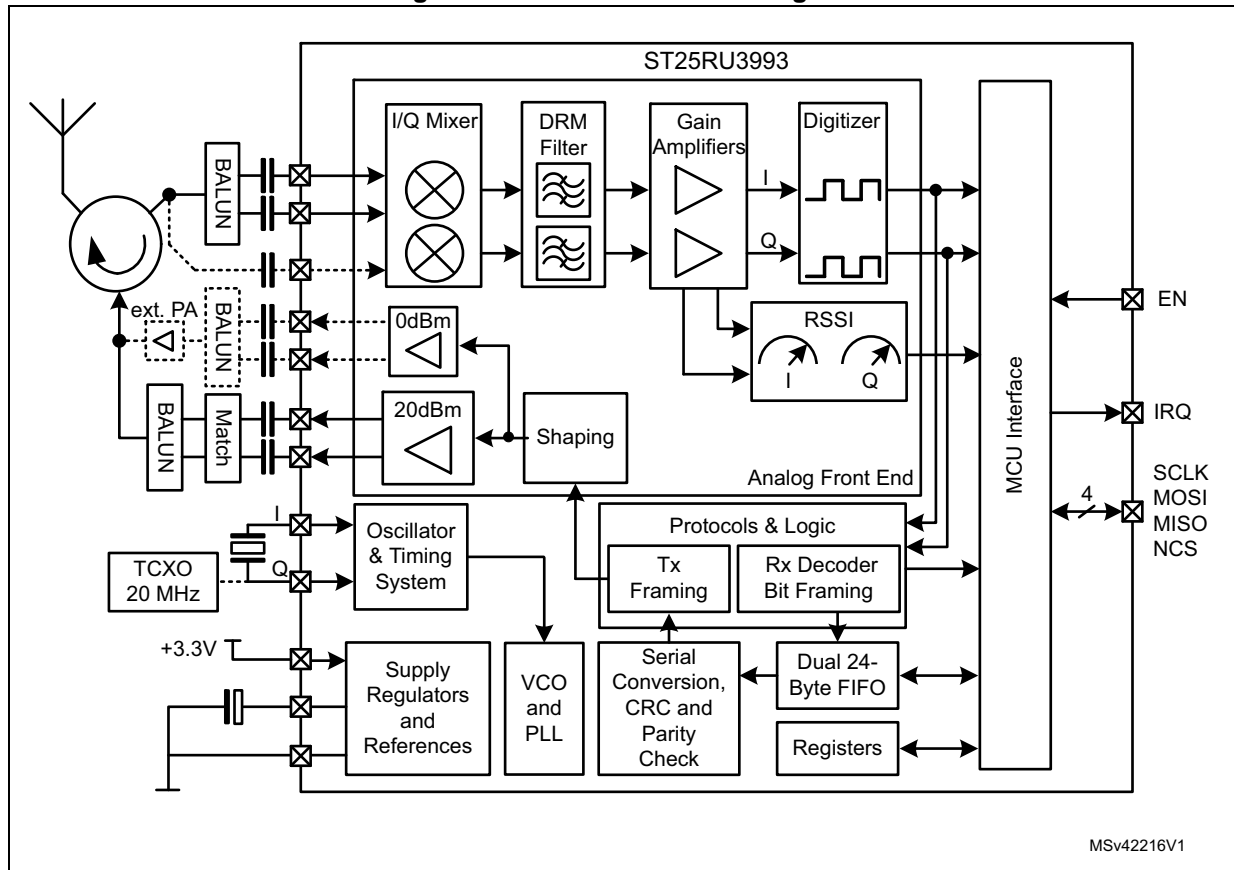 ST25RU3993
I/Q Mixer
DRM
Filter
Gain
Amplifiers
Digitizer
BALUN
I
Q
ext. PA
BALUN
0dBm
RSSI
I
Q
EN
BALUN
Match
20dBm
Shaping
Analog Front End
MCU Interface
IRQ
SCLK
MOSI
MISO
NCS
4
I
Q
TCXO
20 MHz
Oscillator
& Timing
System
Protocols & Logic
Tx
Framing
Rx Decoder
Bit Framing
+3.3V
Supply
Regulators
and
References
VCO
and
PLL
Serial
Conversion,
CRC and
Parity
Check
Dual 24-
Byte FIFO
Registers
MSv42216V1